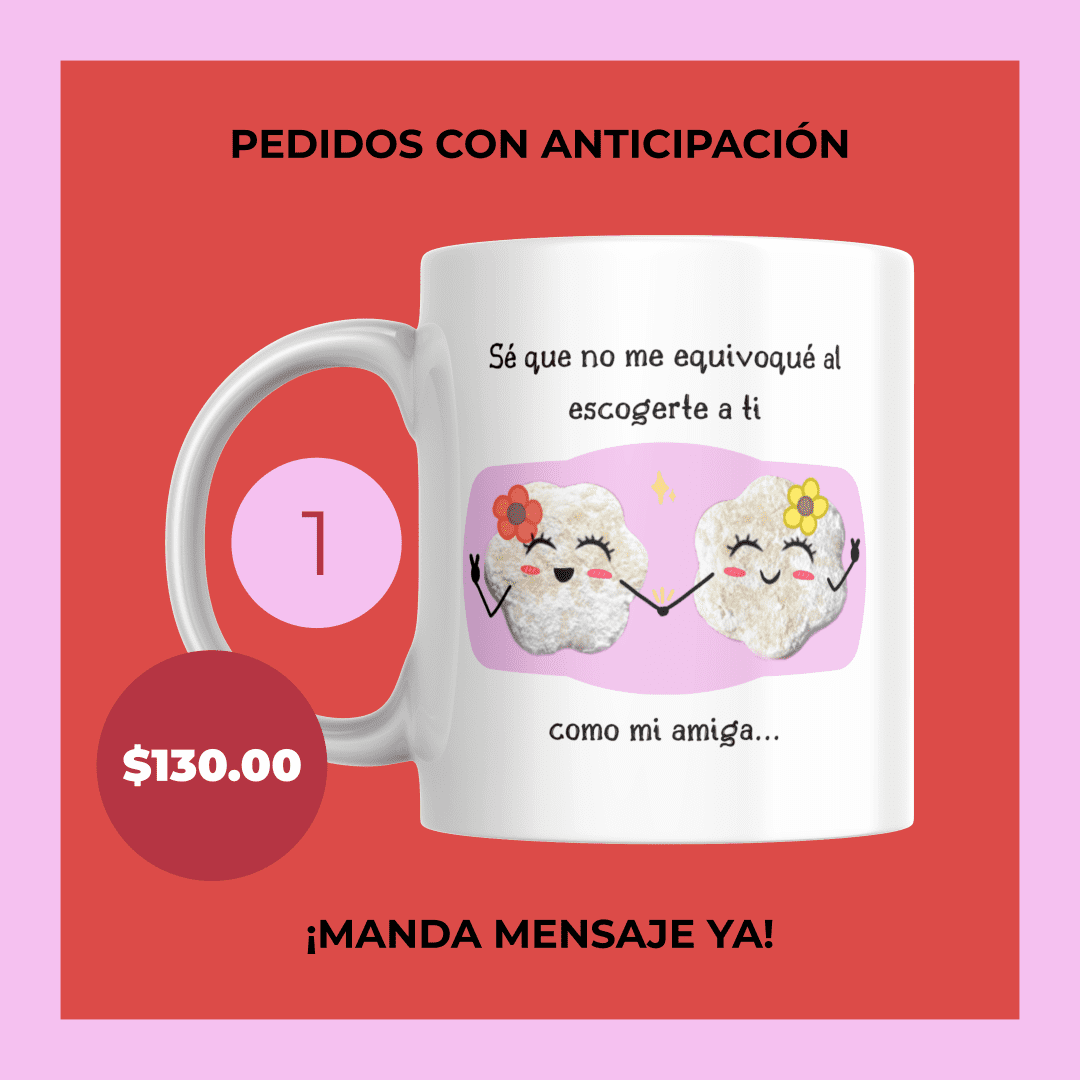 PEDIDOS CON ANTICIPACIÓN
Sé que no me equivoqué al
escogerte a ti
1
como mi amiga...
$130.00
¡MANDA MENSAJE YA!